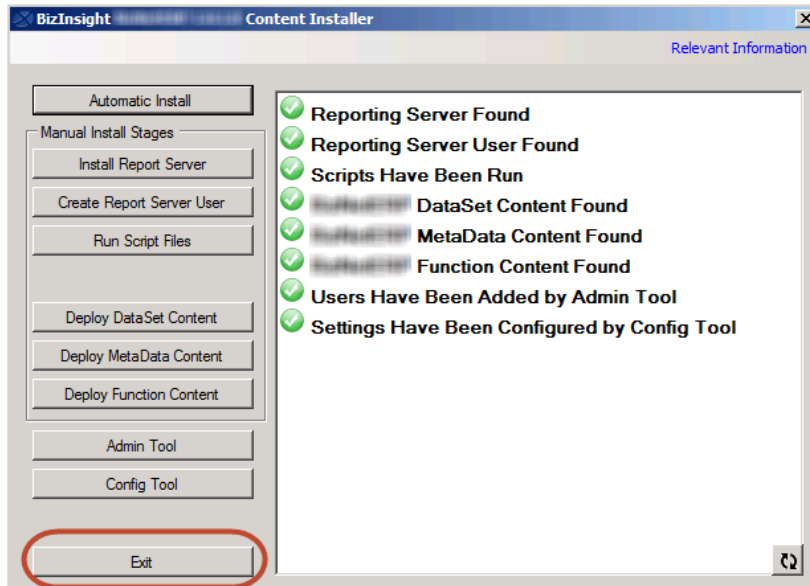 BizInsight Content Installer
Relevant Information
Automatic Install
Manual Install Stages
Install Report Server
Create Report Server User
Run Script Files
Deploy DataSet Content
Deploy MetaData Content
Deploy Function Content
Admin Tool
Config Tool
Exit
Reporting Server Found
Reporting Server User Found
Scripts Have Been Run
DataSet Content Found
MetaData Content Found
Function Content Found
Users Have Been Added by Admin Tool
Settings Have Been Configured by Config Tool